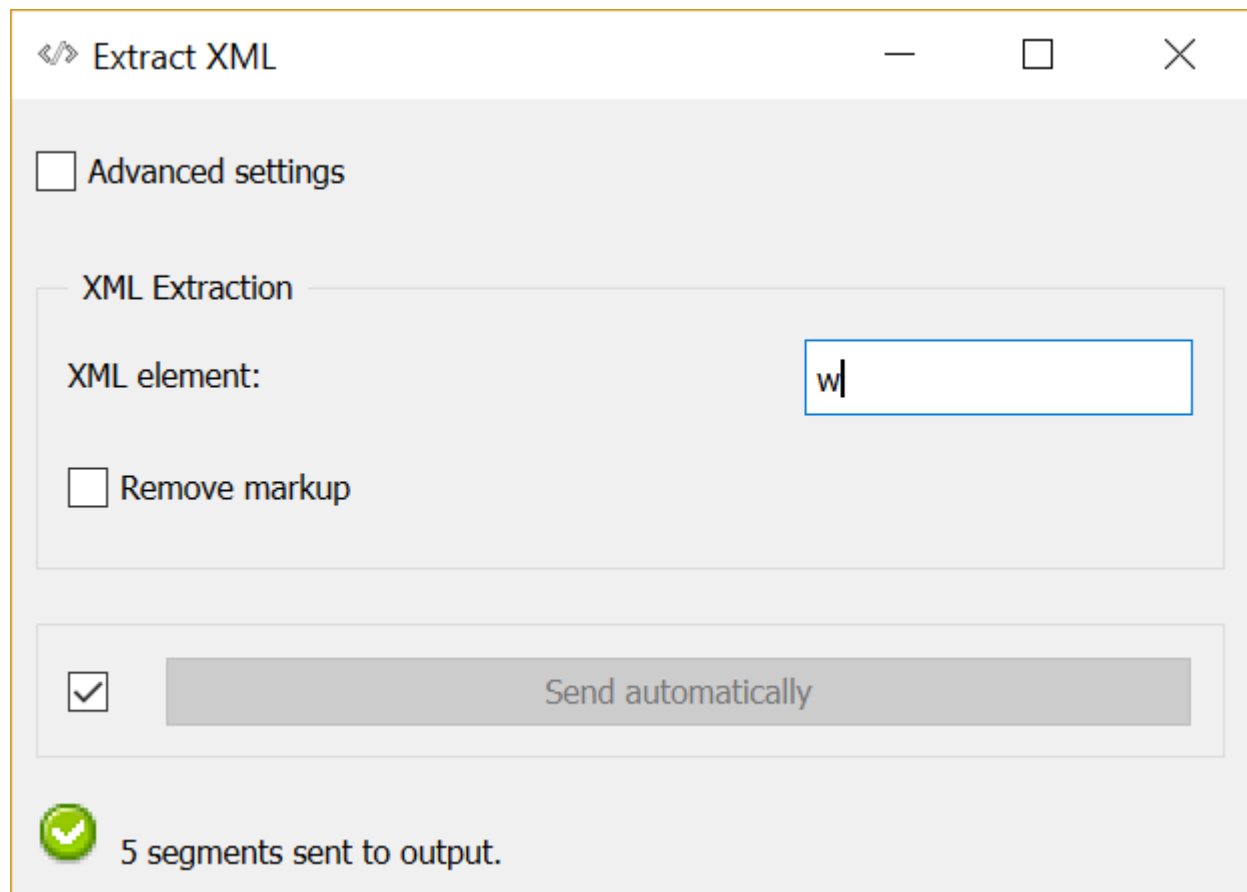 Extract XML
Advanced settings
XML Extraction
XML element:
w
Remove markup
Send automatically
5 segments sent to output.